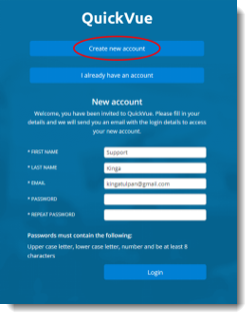 QuickVue
Create new account
I already have an account
New account
Welcome, you have been invited to QuickVue. Please fill in your
details and we will send you an email with the login details to access
your new account.
* FIRST NAME Support
* LAST NAME Kinga
* EMAIL kingatulpan@gmail.com
* PASSWORD
* REPEAT PASSWORD
Passwords must contain the following:
Upper case letter, lower case letter, number and be at least 8
characters
Login